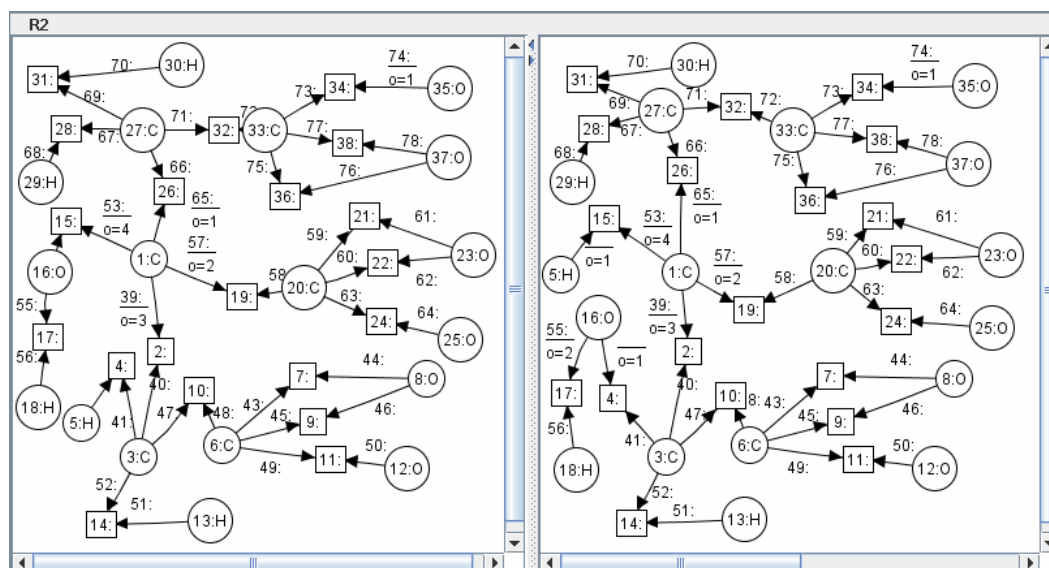 R2
70:
30:H
31:
69:
74:
o=1
73:
34:
35:O
28:
67:
27:C
71:
32:
33:C
77:
38:
78:
68:
66:
75:
76:
37:O
29:H
26:
65:
o=1
36:
15:
53:
o=4
21:
61:
57:
o=2
59:
60:
22:
23:O
16:O
1:C
58
62:
19:
20:C
63:
24:
64:
39:
o=3
55:
17:
25:O
56:
4:
2:
44:
40:
10:
7:
8:O
18:H
5:H
41:
47
48:
43:
45:
9:
46:
3:C
6:C
50:
49:
11:
12:O
52:
51:
14:
13:H
70:
30:H
31:
69:
74:
o=1
73:
34:
35:O
71:
32:
72:
28:
67:
27:C
33:C
77:
38:
78:
68:
66:
75:
76:
37:O
29:H
26:
65:
o=1
36:
15:
53:
o=4
21:
61:
59:
57:
o=2
60:
22:
23:O
o=1
5:H
1:C
58:
20:C
62:
63:
19:
39:
o=3
24:
64:
16:O
55:
o=2
o=1
25:O
2:
44:
17:
4:
40:
10:
7:
8:O
56:
47:
8:
43:
45:
9:
46:
41:
18:H
3:C
6:C
50:
49:
11:
12:O
52:
51:
14:
13:H